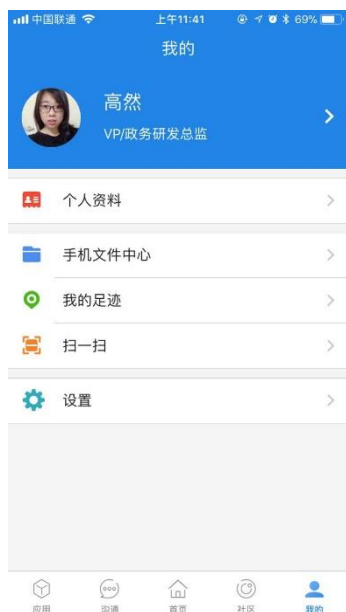 中国联通 上午11:41 69%
我的
高然
VP/政务研发总监
个人资料
手机文件中心
我的足迹
扫一扫
设置
应用 沟通 首页 社区 我的